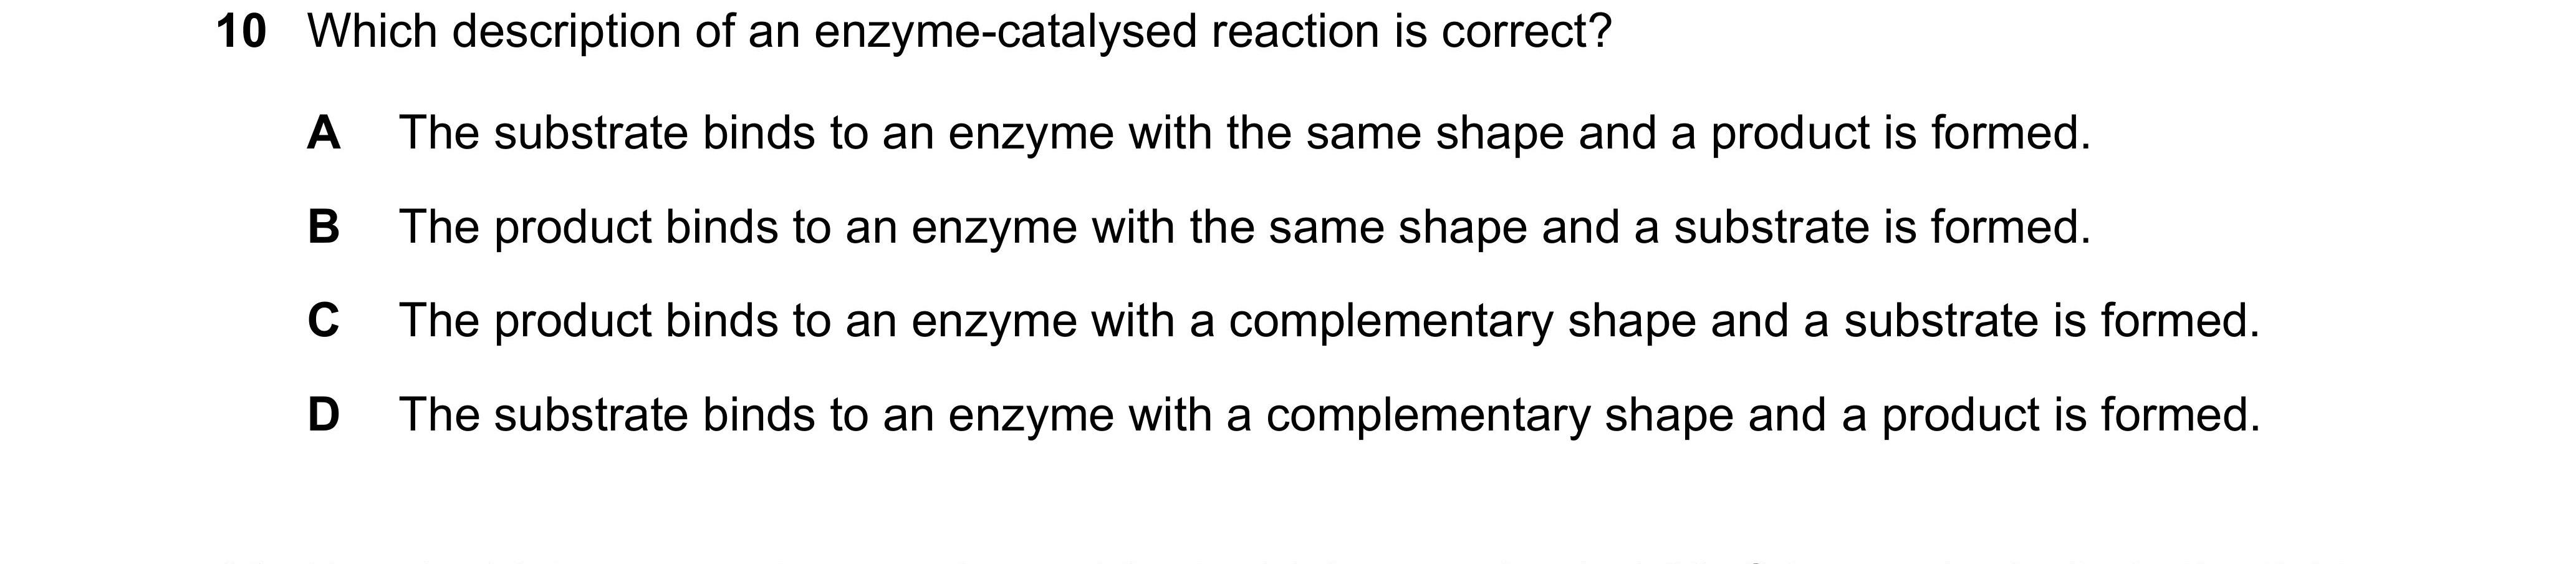 10 Which description of an enzyme-catalysed reaction is correct?
A The substrate binds to an enzyme with the same shape and a product is formed.
B The product binds to an enzyme with the same shape and a substrate is formed.
C The product binds to an enzyme with a complementary shape and a substrate is formed.
D The substrate binds to an enzyme with a complementary shape and a product is formed.